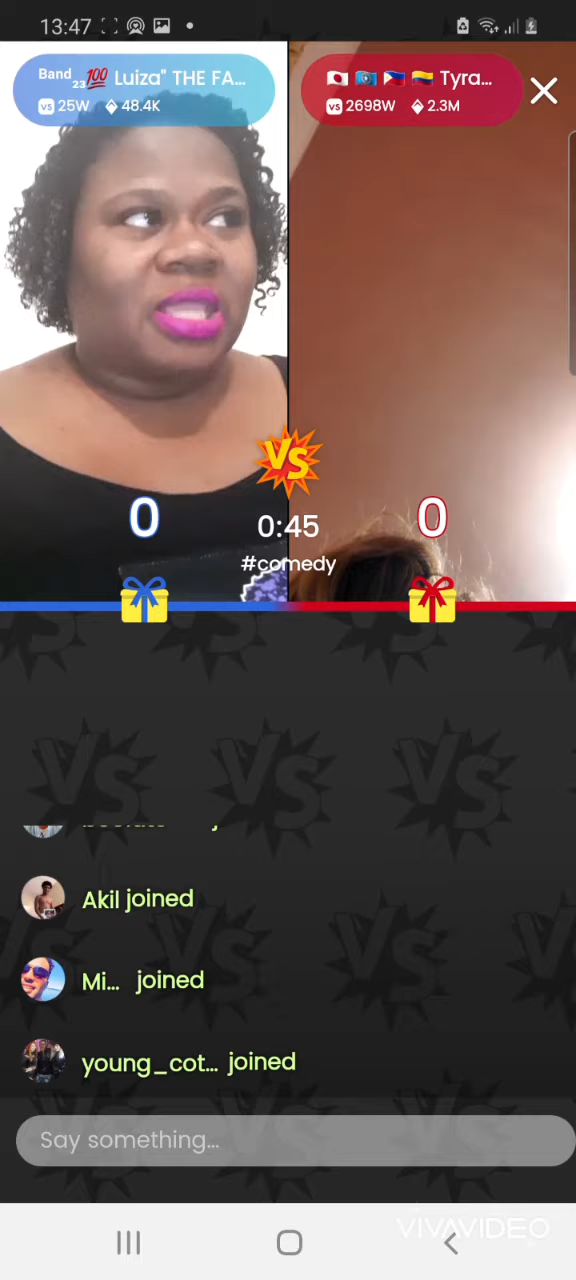 13:47
Band 23 💯 Luiza" THE FA...
VS 25W 48.4K
Tyra...
VS 2698W 2.3M
VS
0
0:45
0
#comedy
Akil joined
Mi... joined
young_cot... joined
Say something...
VIVAVIDEO